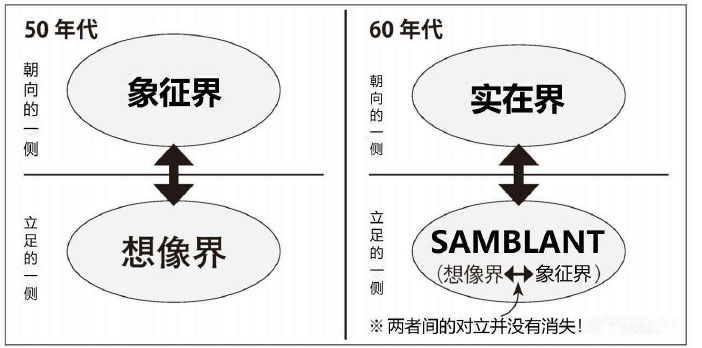 50 年代
朝向的一侧
象征界
立足的一侧
想像界
60 年代
朝向的一侧
实在界
立足的一侧
SAMBLANT
(想像界↔象征界)
※ 两者间的对立并没有消失!